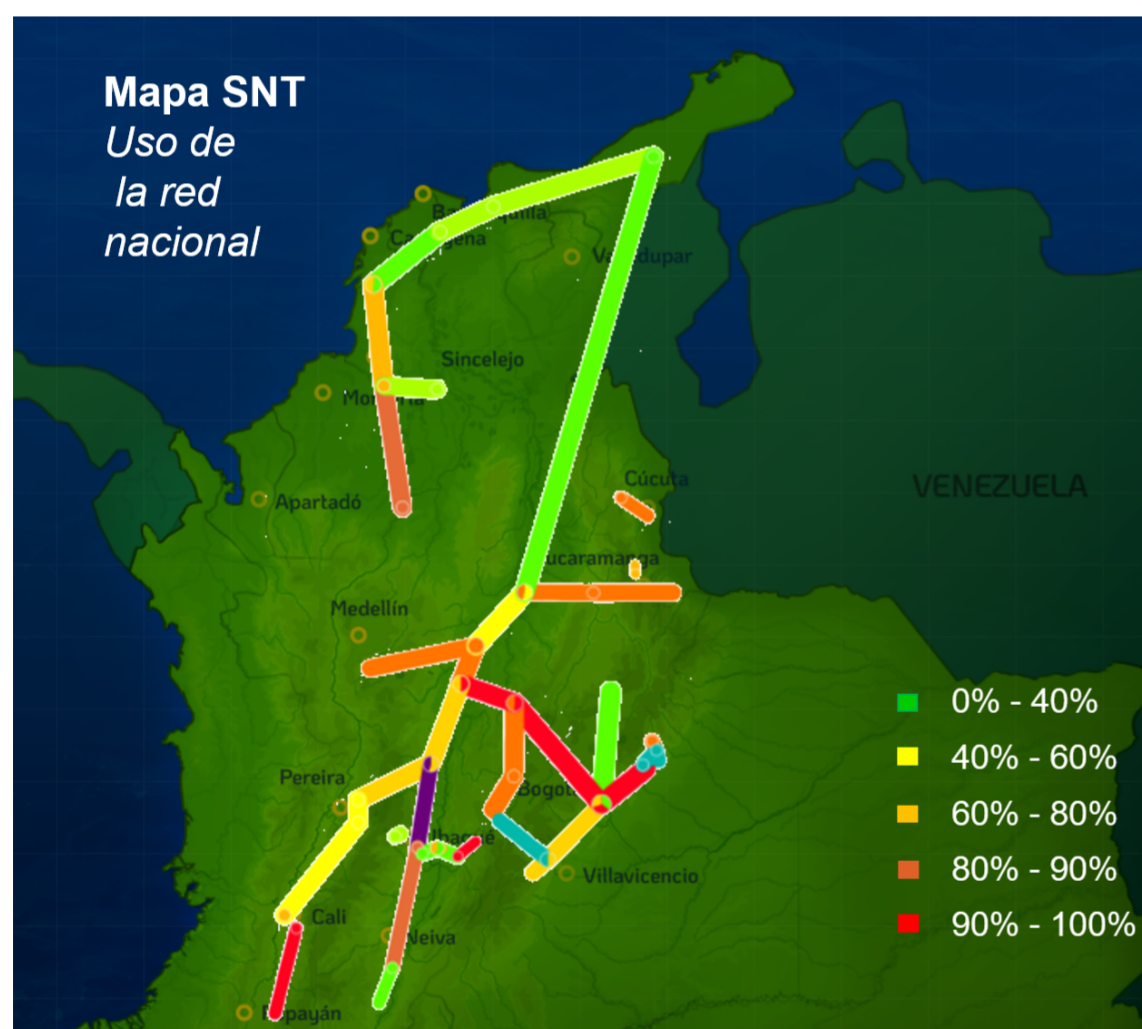 Mapa SNT
Uso de
la red
nacional
Valledupar
Sincelejo
Cúcuta
VENEZUELA
Apartadó
Medellín
Pereira
Villavicencio
Cali
Neiva
0% - 40%
40% - 60%
60% - 80%
80% - 90%
90% - 100%